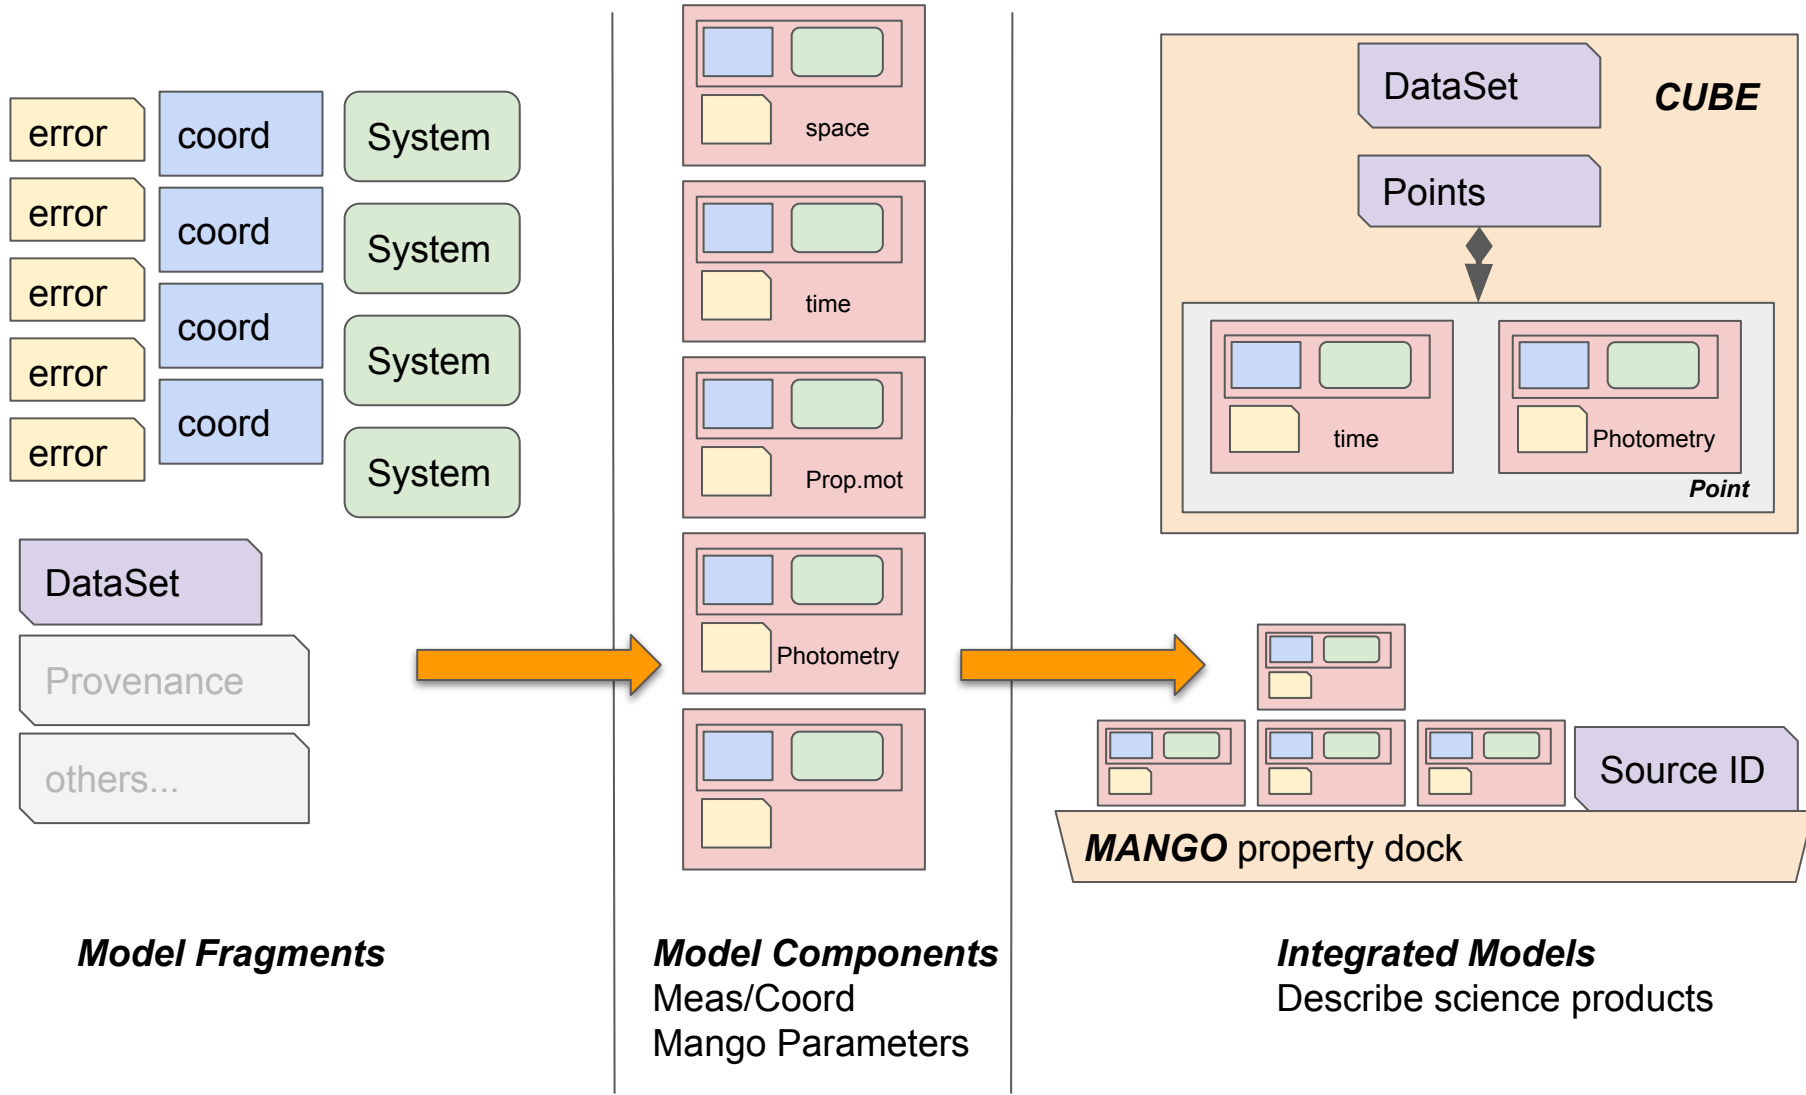 error
coord
System
error
coord
System
error
coord
System
error
coord
System
error
DataSet
Provenance
others...
Model Fragments
space
time
Prop.mot
Photometry
Model Components
Meas/Coord
Mango Parameters
DataSet
CUBE
Points
time
Photometry
Point
Source ID
MANGO property dock
Integrated Models
Describe science products